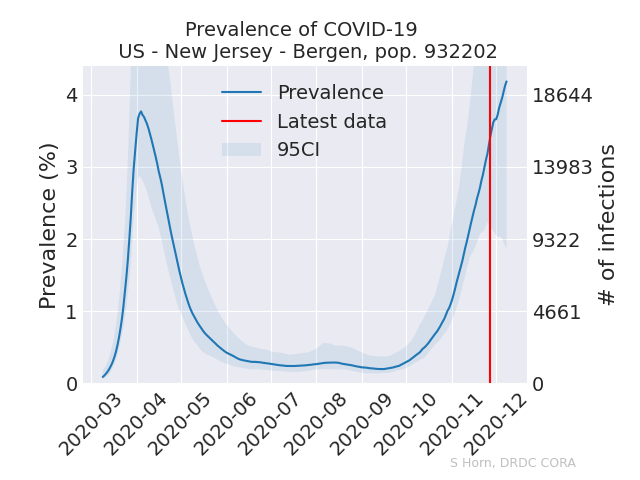 Prevalence of COVID-19
US - New Jersey - Bergen, pop. 932202
Prevalence
Latest data
95CI
Prevalence (%)
4
3
2
1
0
18644
13983
9322
4661
0
# of infections
2020-03
2020-04
2020-05
2020-06
2020-07
2020-08
2020-09
2020-10
2020-11
2020-12
S Horn, DRDC CORA